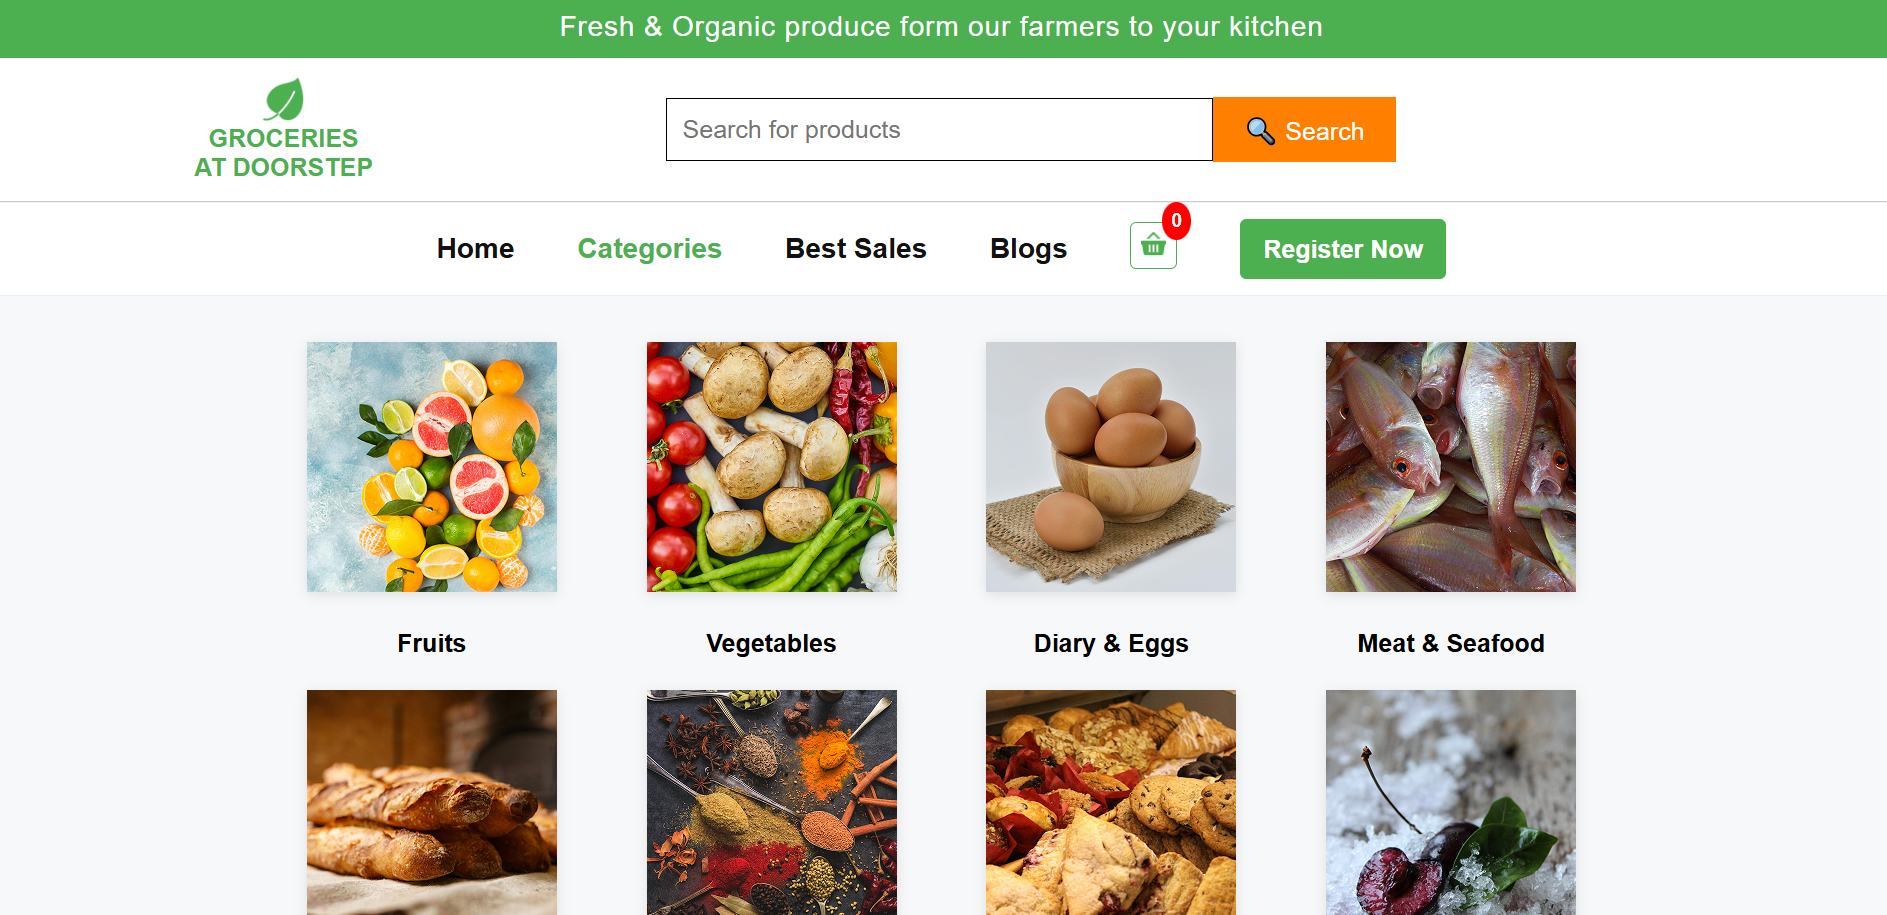 Fresh & Organic produce form our farmers to your kitchen
GROCERIES
AT DOORSTEP
Search for products
Search
Home
Categories
Best Sales
Blogs
0
Register Now
Fruits
Vegetables
Diary & Eggs
Meat & Seafood